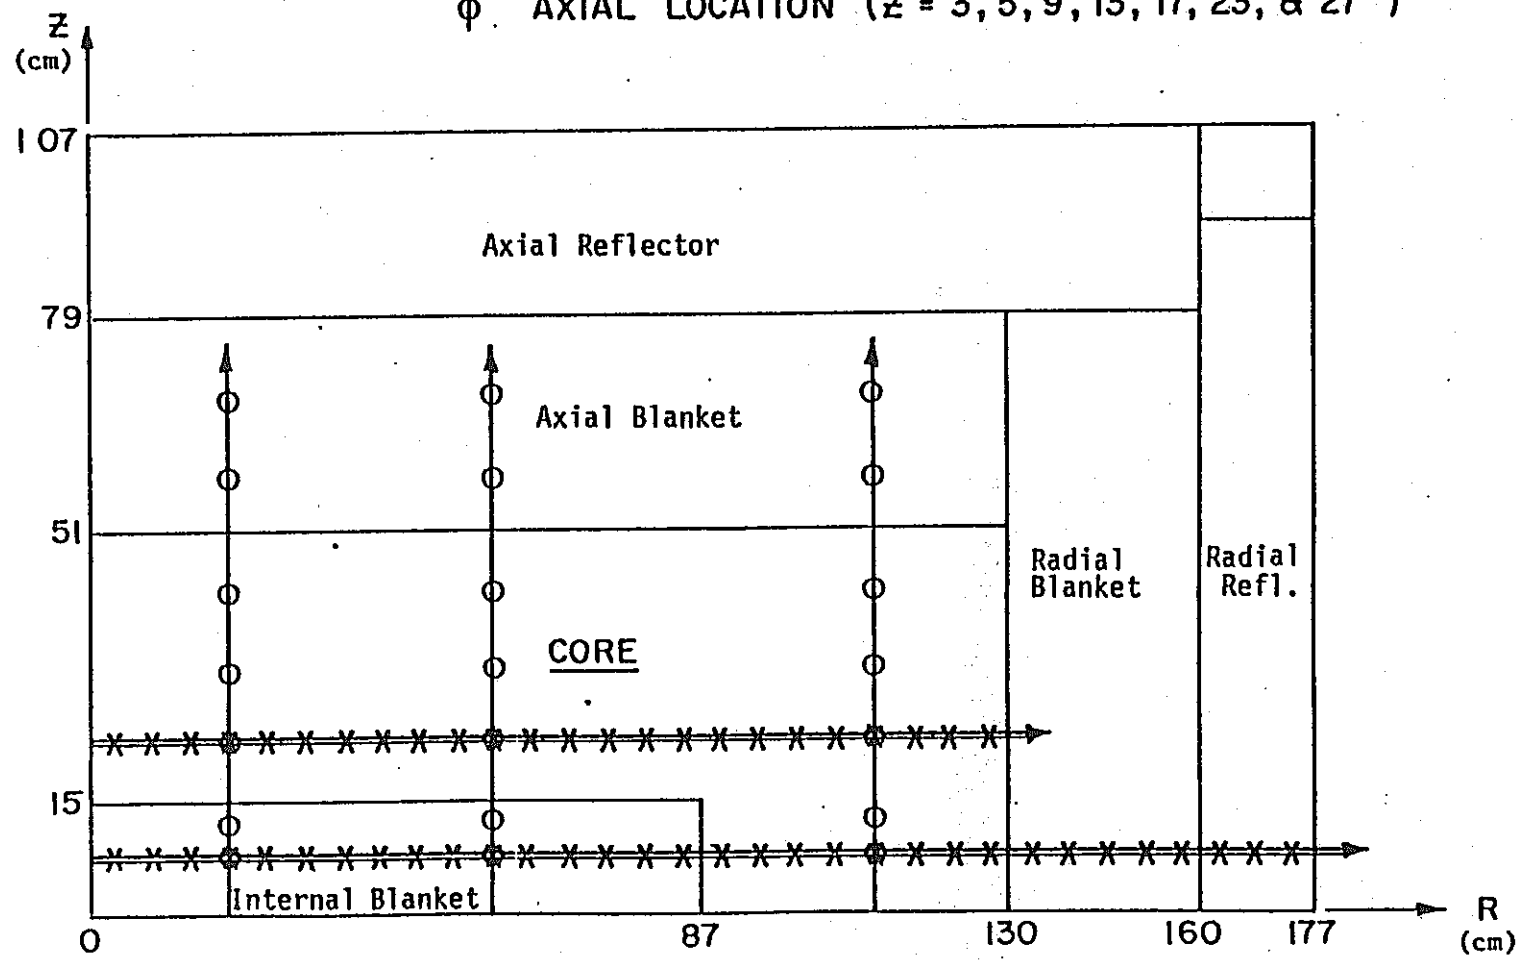 φ AXIAL LOCATION (Z = 3, 5, 9, 13, 17, 23, & 27 )
Z
(cm)
107
Axial Reflector
79
Axial Blanket
51
Radial
Blanket
Radial
Refl.
CORE
15
Internal Blanket
0
87
130
160
177
R
(cm)